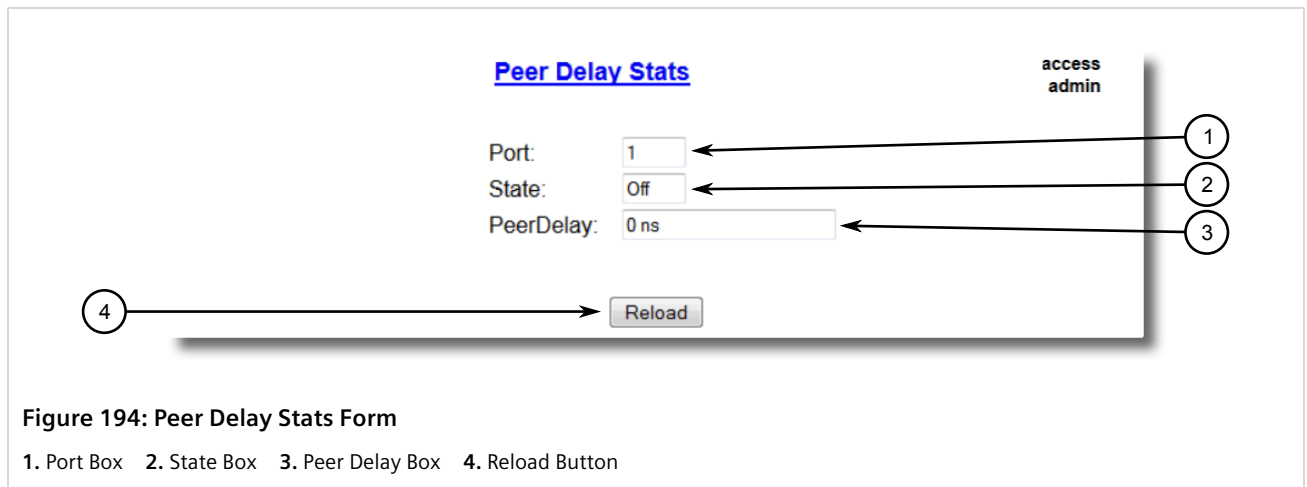 Peer Delay Stats
access
admin
Port: 1
1
State: Off
2
PeerDelay: 0 ns
3
4
Reload
Figure 194: Peer Delay Stats Form
1. Port Box 2. State Box 3. Peer Delay Box 4. Reload Button